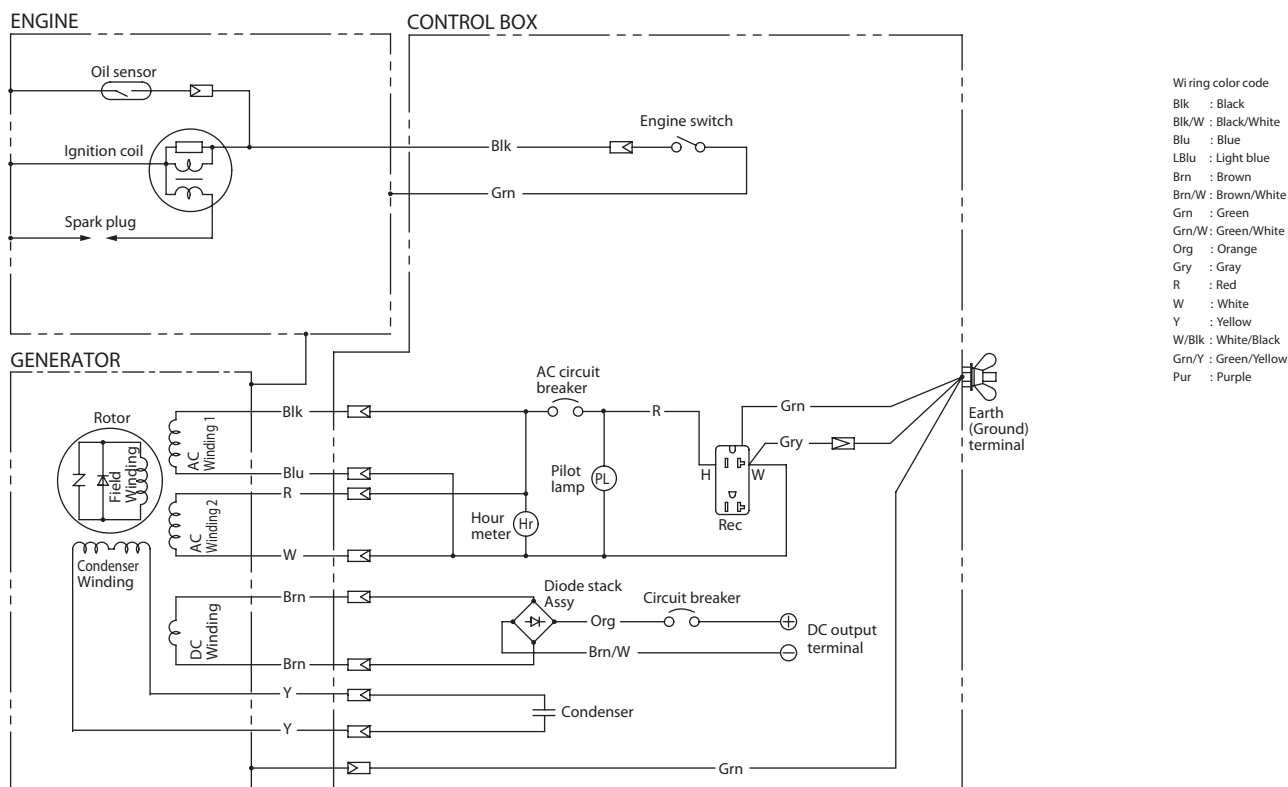 ENGINE
CONTROL BOX
Oil sensor
Ignition coil
Spark plug
Blk
Engine switch
Grn
Wiring color code
Blk : Black
Blk/W : Black/White
Blu : Blue
LBlu : Light blue
Brn : Brown
Brn/W : Brown/White
Grn : Green
Grn/W : Green/White
Org : Orange
Gry : Gray
R : Red
W : White
Y : Yellow
W/Blk : White/Black
Grn/Y : Green/Yellow
Pur : Purple
GENERATOR
Rotor
Field
Winding
AC
Winding 1
AC
Winding 2
Condenser
Winding
DC
Winding
Blk
Blu
R
W
Brn
Brn
Y
Y
AC circuit
breaker
R
Pilot
lamp
PL
Hour
meter
Hr
H
W
Rec
Grn
Gry
Earth
(Ground)
terminal
Diode stack
Assy
Circuit breaker
Org
Brn/W
+
−
DC output
terminal
Condenser
Grn